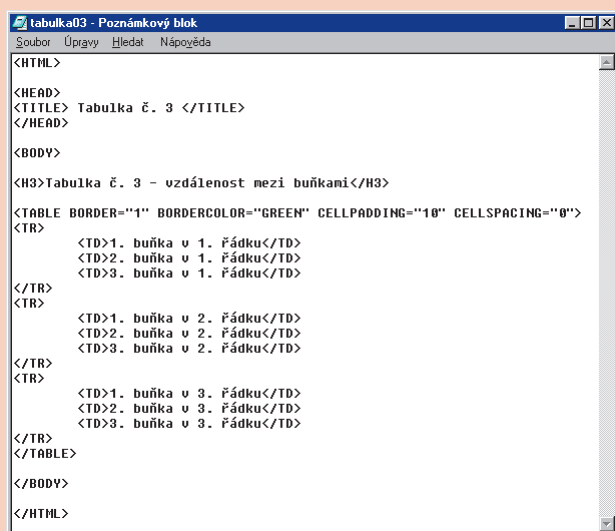 tabulka03 - Poznámkový blok
Soubor Úpravy Hledat Nápověda
<HTML>
<HEAD>
<TITLE> Tabulka č. 3 </TITLE>
</HEAD>
<BODY>
<H3>Tabulka č. 3 - vzdálenost mezi buňkami</H3>
<TABLE BORDER="1" BORDERCOLOR="GREEN" CELLPADDING="10" CELLSPACING="0">
<TR>
<TD>1. buňka v 1. řádku</TD>
<TD>2. buňka v 1. řádku</TD>
<TD>3. buňka v 1. řádku</TD>
</TR>
<TR>
<TD>1. buňka v 2. řádku</TD>
<TD>2. buňka v 2. řádku</TD>
<TD>3. buňka v 2. řádku</TD>
</TR>
<TR>
<TD>1. buňka v 3. řádku</TD>
<TD>2. buňka v 3. řádku</TD>
<TD>3. buňka v 3. řádku</TD>
</TR>
</TABLE>
</BODY>
</HTML>